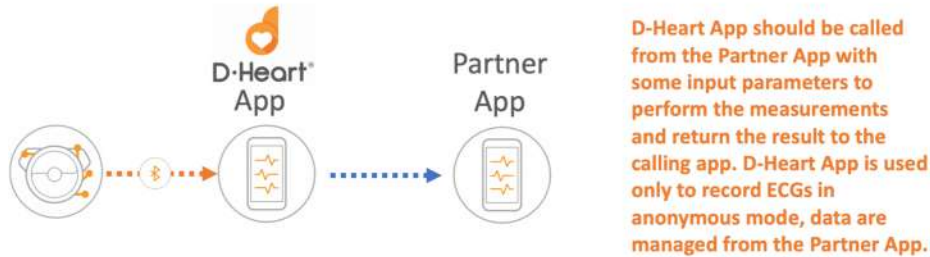 D·Heart®
App
Partner
App
D-Heart App should be called
from the Partner App with
some input parameters to
perform the measurements
and return the result to the
calling app. D-Heart App is used
only to record ECGs in
anonymous mode, data are
managed from the Partner App.